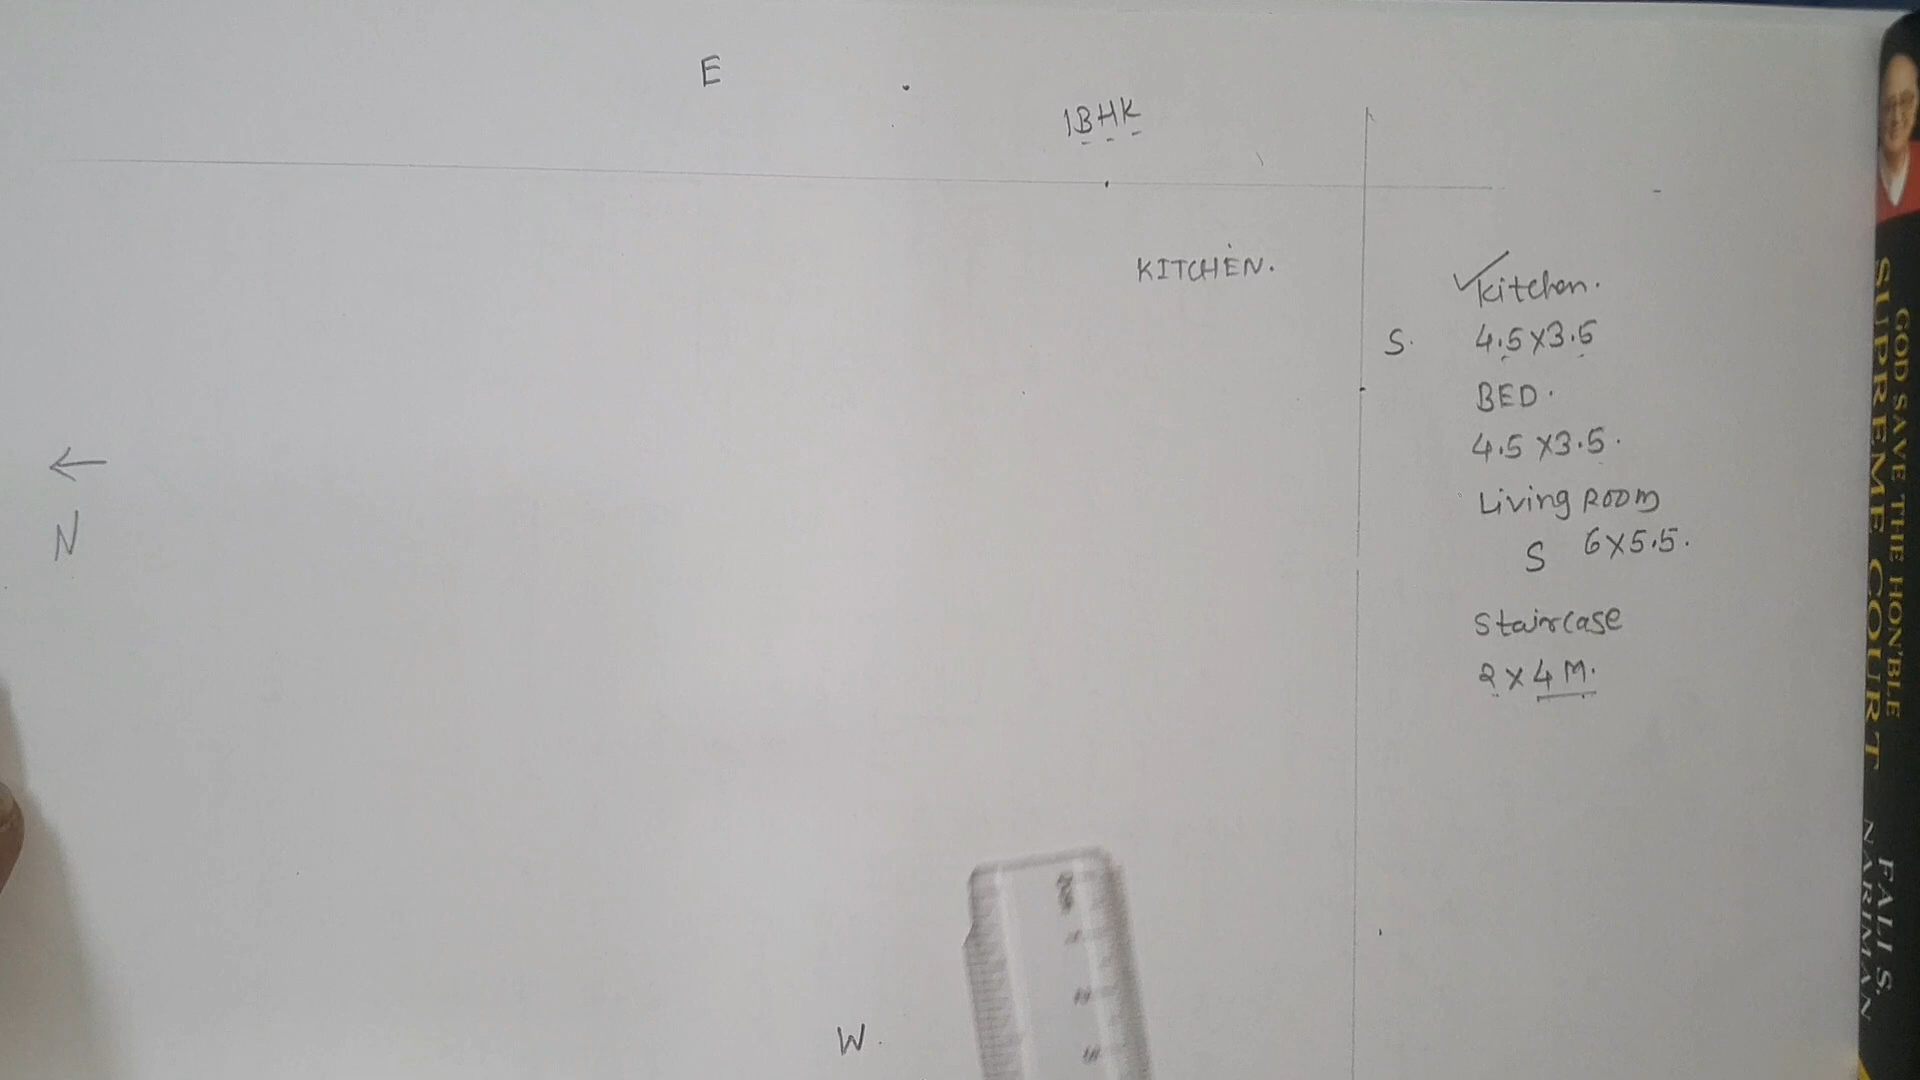 E
1BHK
KITCHEN.
✓kitchen.
S. 4.5x3.5
BED.
4.5x3.5.
Living Room
S 6x5.5.
Staircase
2x4M.
←
N
W.
GOD SAVE THE HON'BLE
SUPREME COURT
FALI S.
NARIMAN